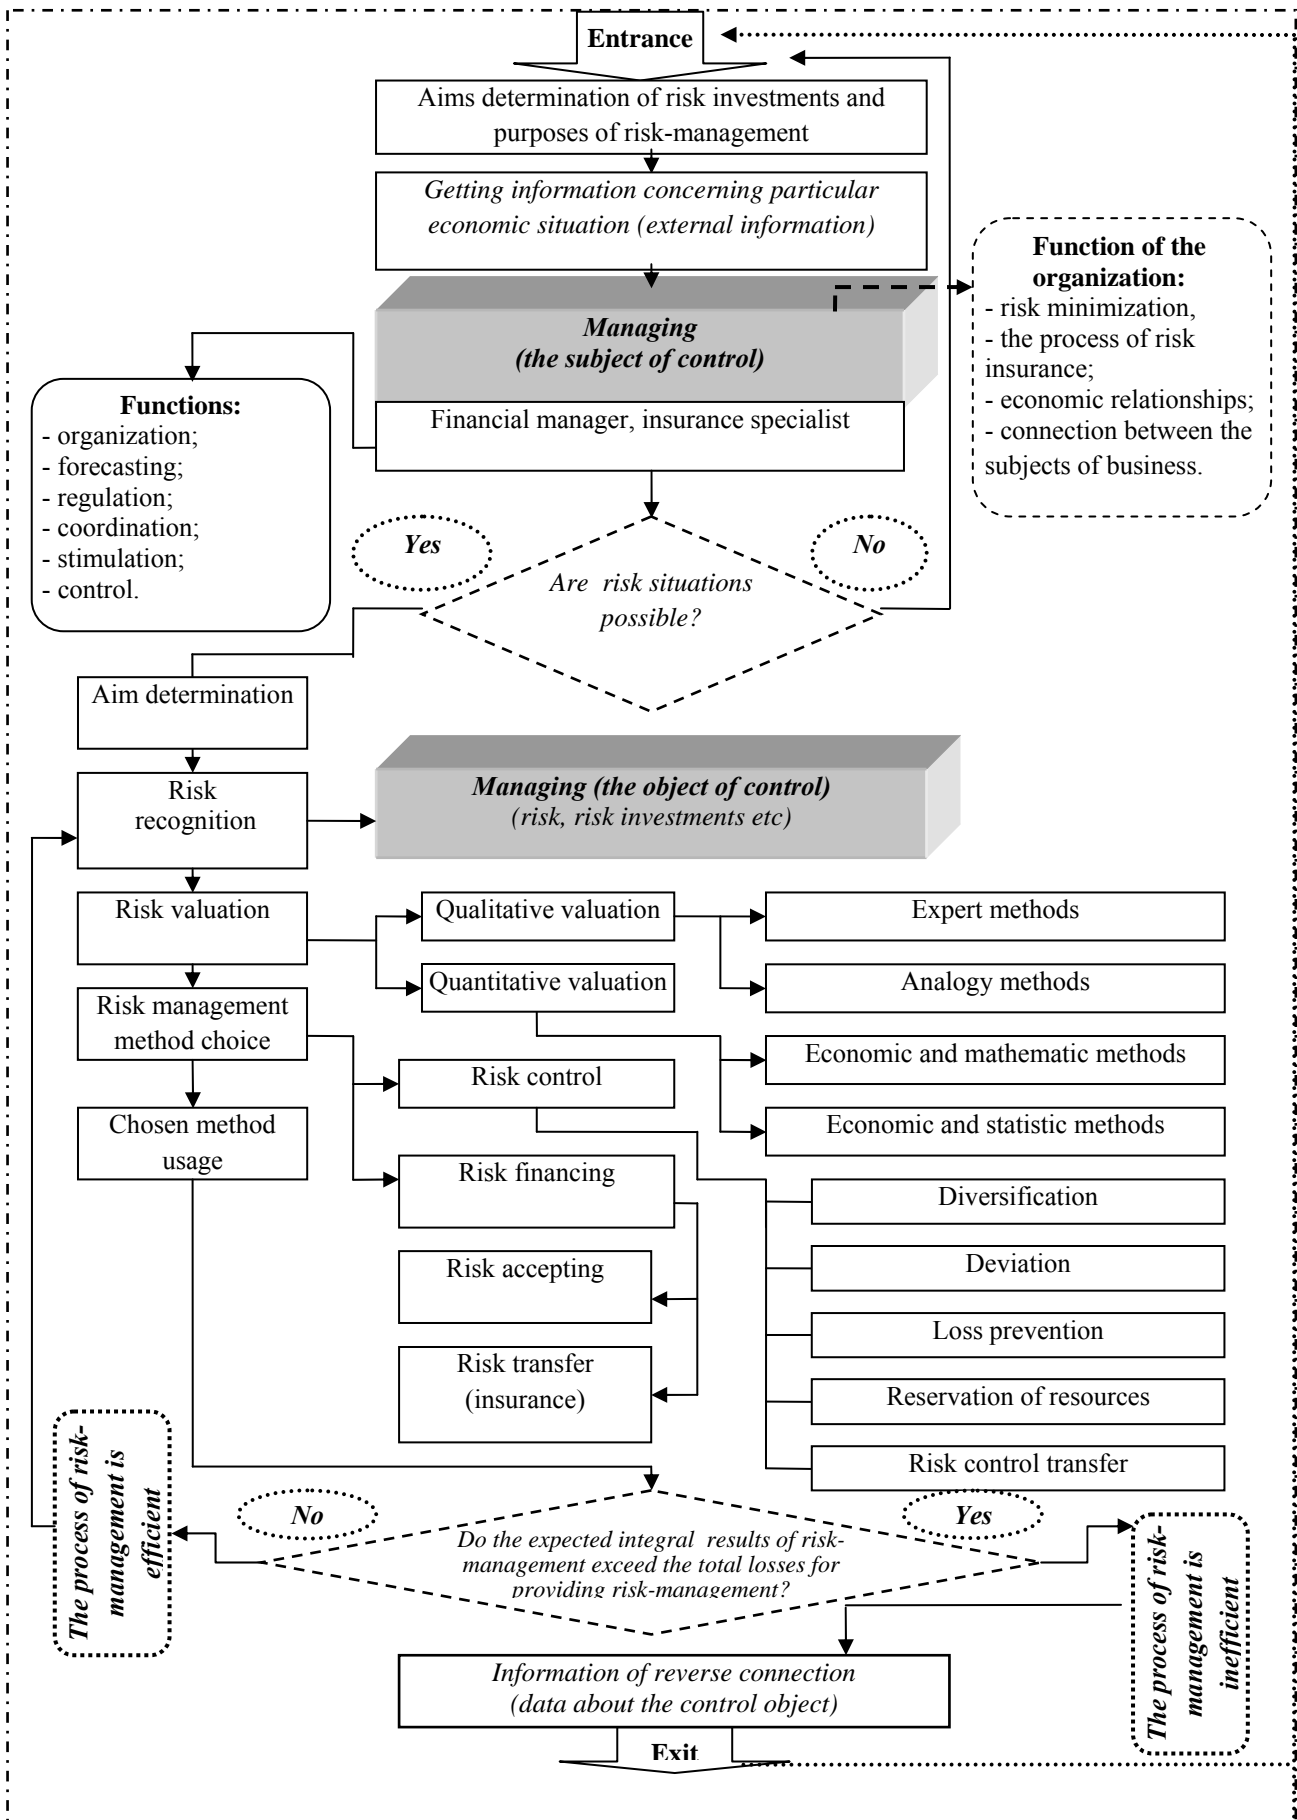 Entrance
Aims determination of risk investments and
purposes of risk-management
Getting information concerning particular
economic situation (external information)
Function of the
organization:
- risk minimization,
- the process of risk
insurance;
- economic relationships;
- connection between the
subjects of business.
Managing
(the subject of control)
Financial manager, insurance specialist
Functions:
- organization;
- forecasting;
- regulation;
- coordination;
- stimulation;
- control.
Yes
No
Are risk situations
possible?
Aim determination
Risk
recognition
Managing (the object of control)
(risk, risk investments etc)
Risk valuation
Qualitative valuation
Expert methods
Quantitative valuation
Analogy methods
Risk management
method choice
Economic and mathematic methods
Risk control
Chosen method
usage
Economic and statistic methods
Risk financing
Diversification
Risk accepting
Deviation
Loss prevention
Risk transfer
(insurance)
Reservation of resources
Risk control transfer
The process of risk-
management is
efficient
No
Yes
Do the expected integral results of risk-
management exceed the total losses for
providing risk-management?
The process of risk-
management is
inefficient
Information of reverse connection
(data about the control object)
Exit